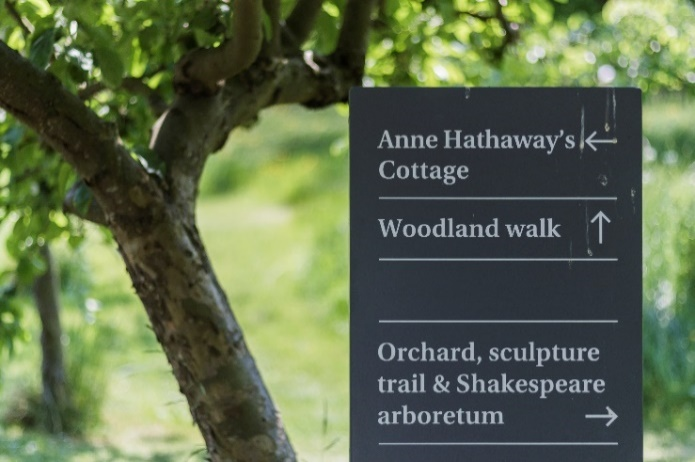 Anne Hathaway's ←
Cottage
Woodland walk ↑
Orchard, sculpture
trail & Shakespeare
arboretum →